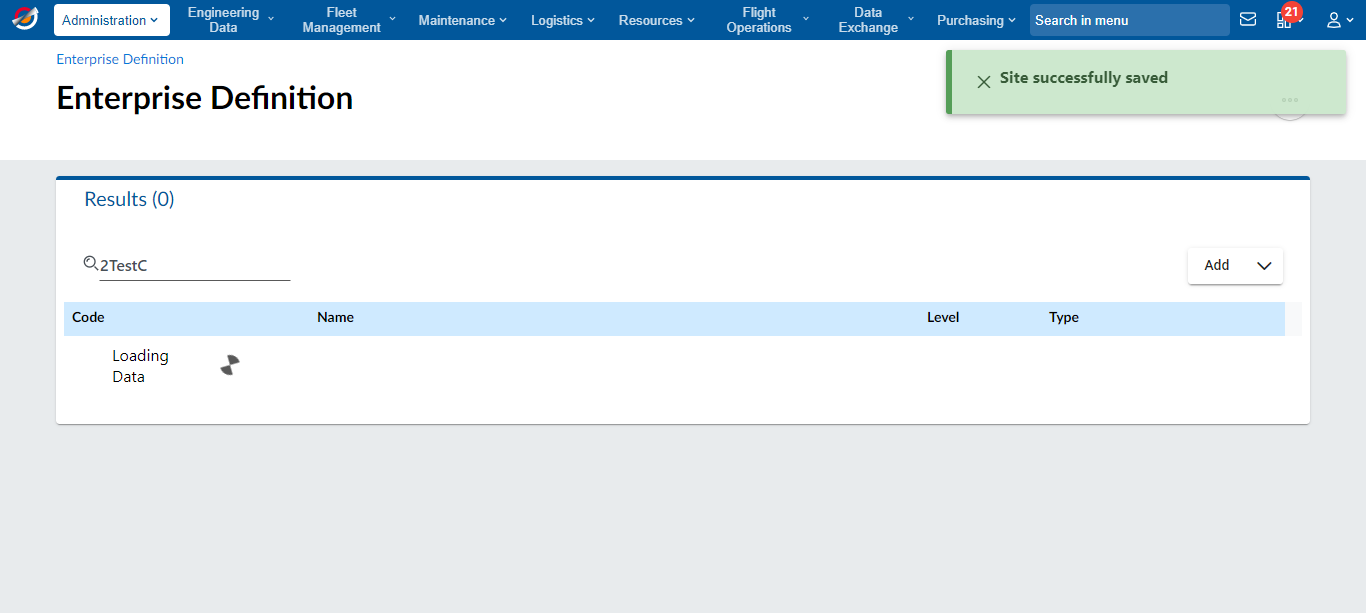 Administration
Engineering
Data
Fleet
Management
Maintenance
Logistics
Resources
Flight
Operations
Data
Exchange
Purchasing
Search in menu
21
Enterprise Definition
Enterprise Definition
Site successfully saved
Results (0)
2TestC
Add
Code Name Level Type
Loading
Data